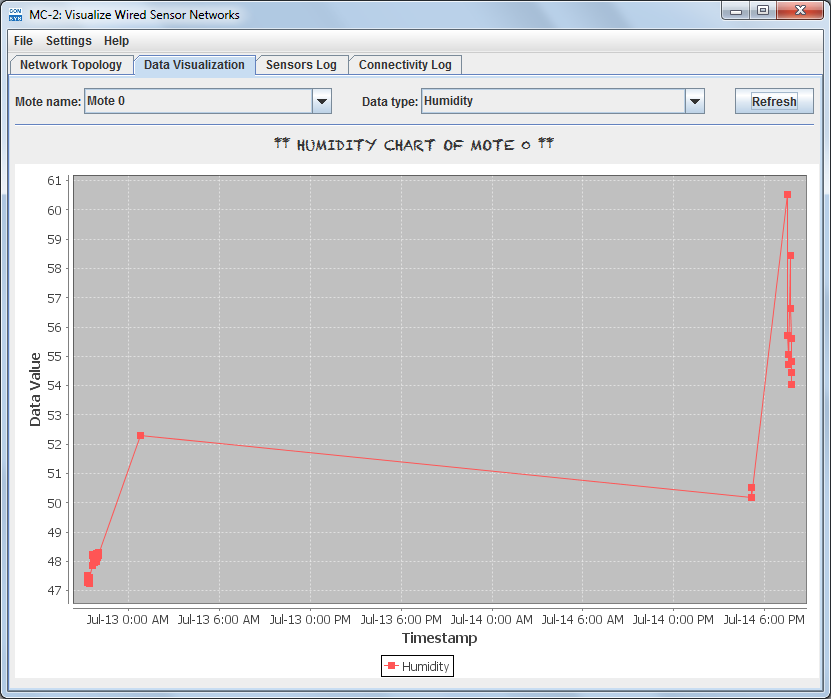 MC-2: Visualize Wired Sensor Networks
File Settings Help
Network Topology Data Visualization Sensors Log Connectivity Log
Mote name: Mote 0 Data type: Humidity Refresh
** HUMIDITY CHART OF MOTE 0 **
61
60
59
58
57
56
55
54
53
52
51
50
49
48
47
Data Value
Jul-13 0:00 AM Jul-13 6:00 AM Jul-13 0:00 PM Jul-13 6:00 PM Jul-14 0:00 AM Jul-14 6:00 AM Jul-14 0:00 PM Jul-14 6:00 PM
Timestamp
Humidity